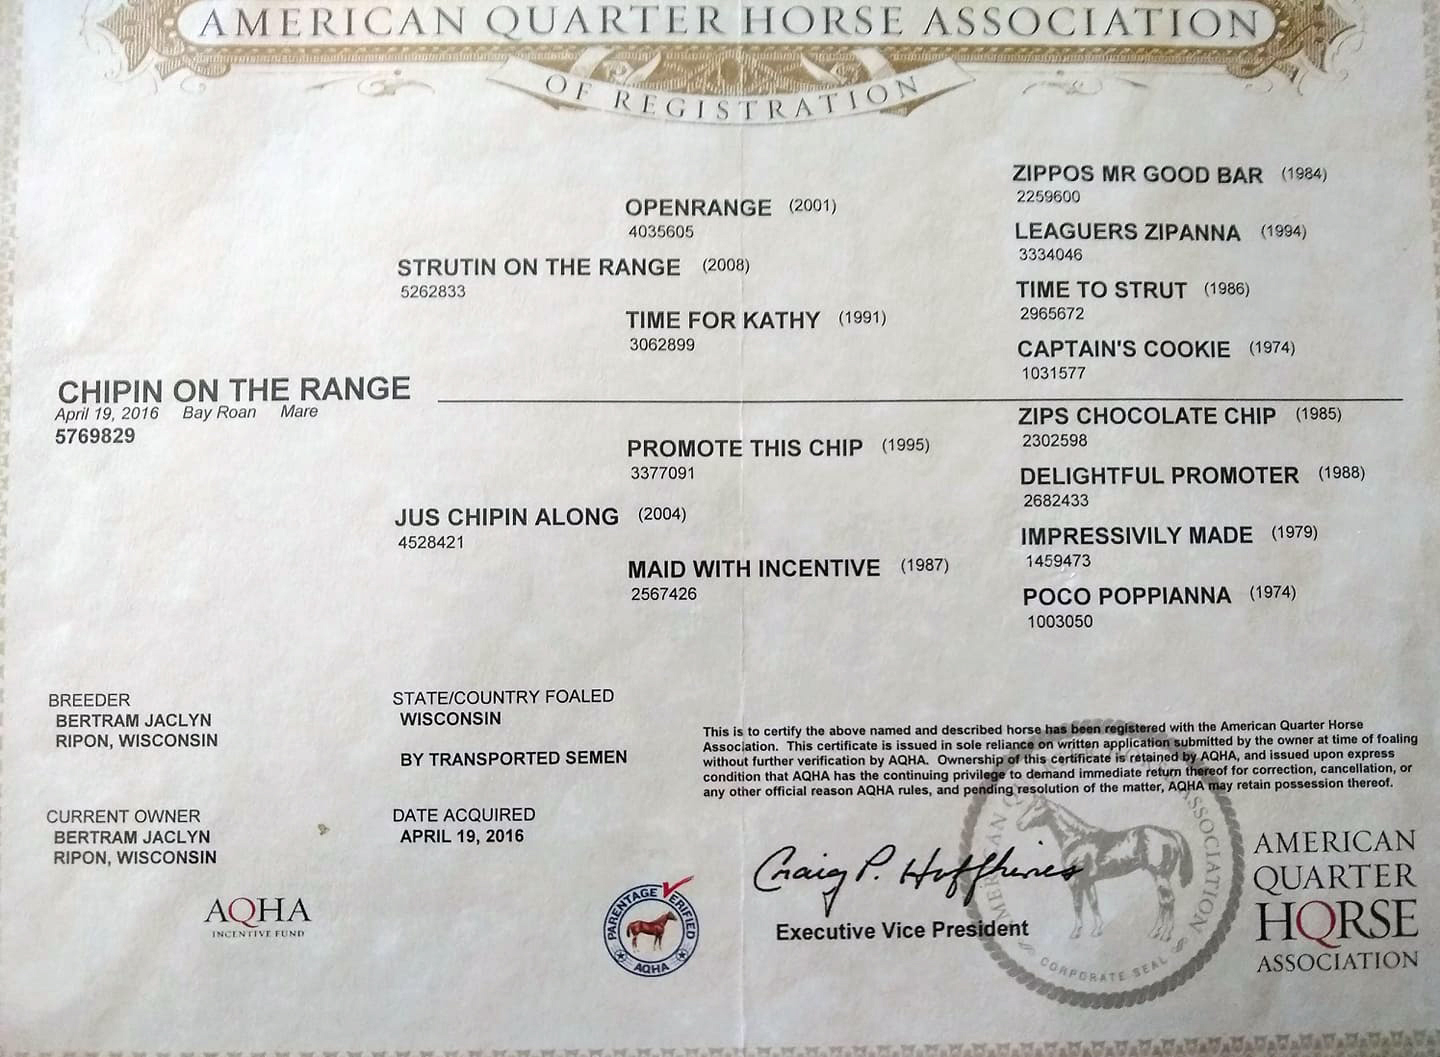 AMERICAN QUARTER HORSE ASSOCIATION
OF REGISTRATION
ZIPPOS MR GOOD BAR (1984)
2259600
OPENRANGE (2001)
4035605
LEAGUERS ZIPANNA (1994)
3334046
STRUTIN ON THE RANGE (2008)
5262833
TIME TO STRUT (1986)
2965672
TIME FOR KATHY (1991)
3062899
CAPTAIN'S COOKIE (1974)
1031577
CHIPIN ON THE RANGE
April 19, 2016 Bay Roan Mare
5769829
ZIPS CHOCOLATE CHIP (1985)
2302598
PROMOTE THIS CHIP (1995)
3377091
DELIGHTFUL PROMOTER (1988)
2682433
JUS CHIPIN ALONG (2004)
4528421
IMPRESSIVILY MADE (1979)
1459473
MAID WITH INCENTIVE (1987)
2567426
POCO POPPIANNA (1974)
1003050
BREEDER
BERTRAM JACLYN
RIPON, WISCONSIN
STATE/COUNTRY FOALED
WISCONSIN
BY TRANSPORTED SEMEN
CURRENT OWNER
BERTRAM JACLYN
RIPON, WISCONSIN
DATE ACQUIRED
APRIL 19, 2016
This is to certify the above named and described horse has been registered with the American Quarter Horse
Association. This certificate is issued in sole reliance on written application submitted by the owner at time of foaling
without further verification by AQHA. Ownership of this certificate is retained by AQHA, and issued upon express
condition that AQHA has the continuing privilege to demand immediate return thereof for correction, cancellation, or
any other official reason AQHA rules, and pending resolution of the matter, AQHA may retain possession thereof.
AQHA
INCENTIVE FUND
PARENTAGE VERIFIED
AQHA
Craig P. Huffhines
Executive Vice President
ASSOCIATION
CORPORATE SEAL
AMERICAN
QUARTER
HORSE
ASSOCIATION